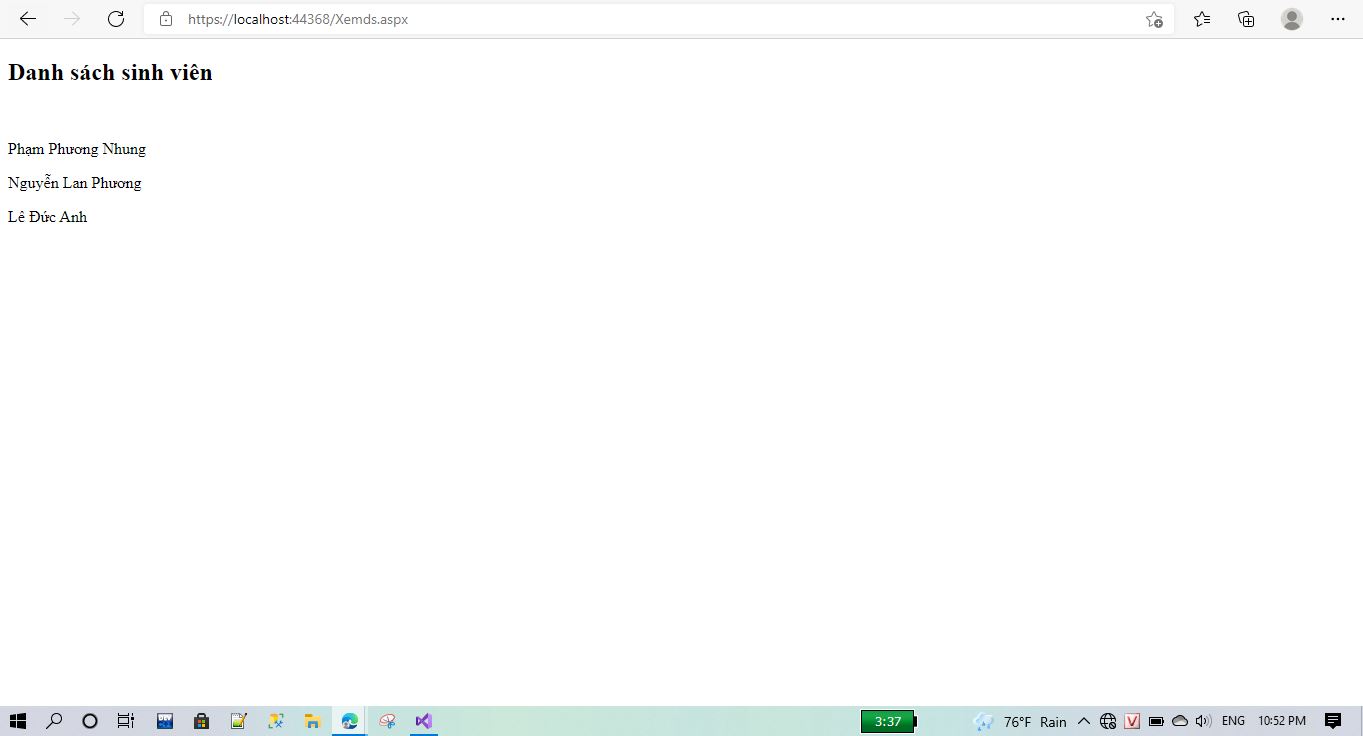 https://localhost:44368/Xemds.aspx
Danh sách sinh viên
Phạm Phương Nhung
Nguyễn Lan Phương
Lê Đức Anh
DEV
3:37
76°F Rain
V
ENG
10:52 PM